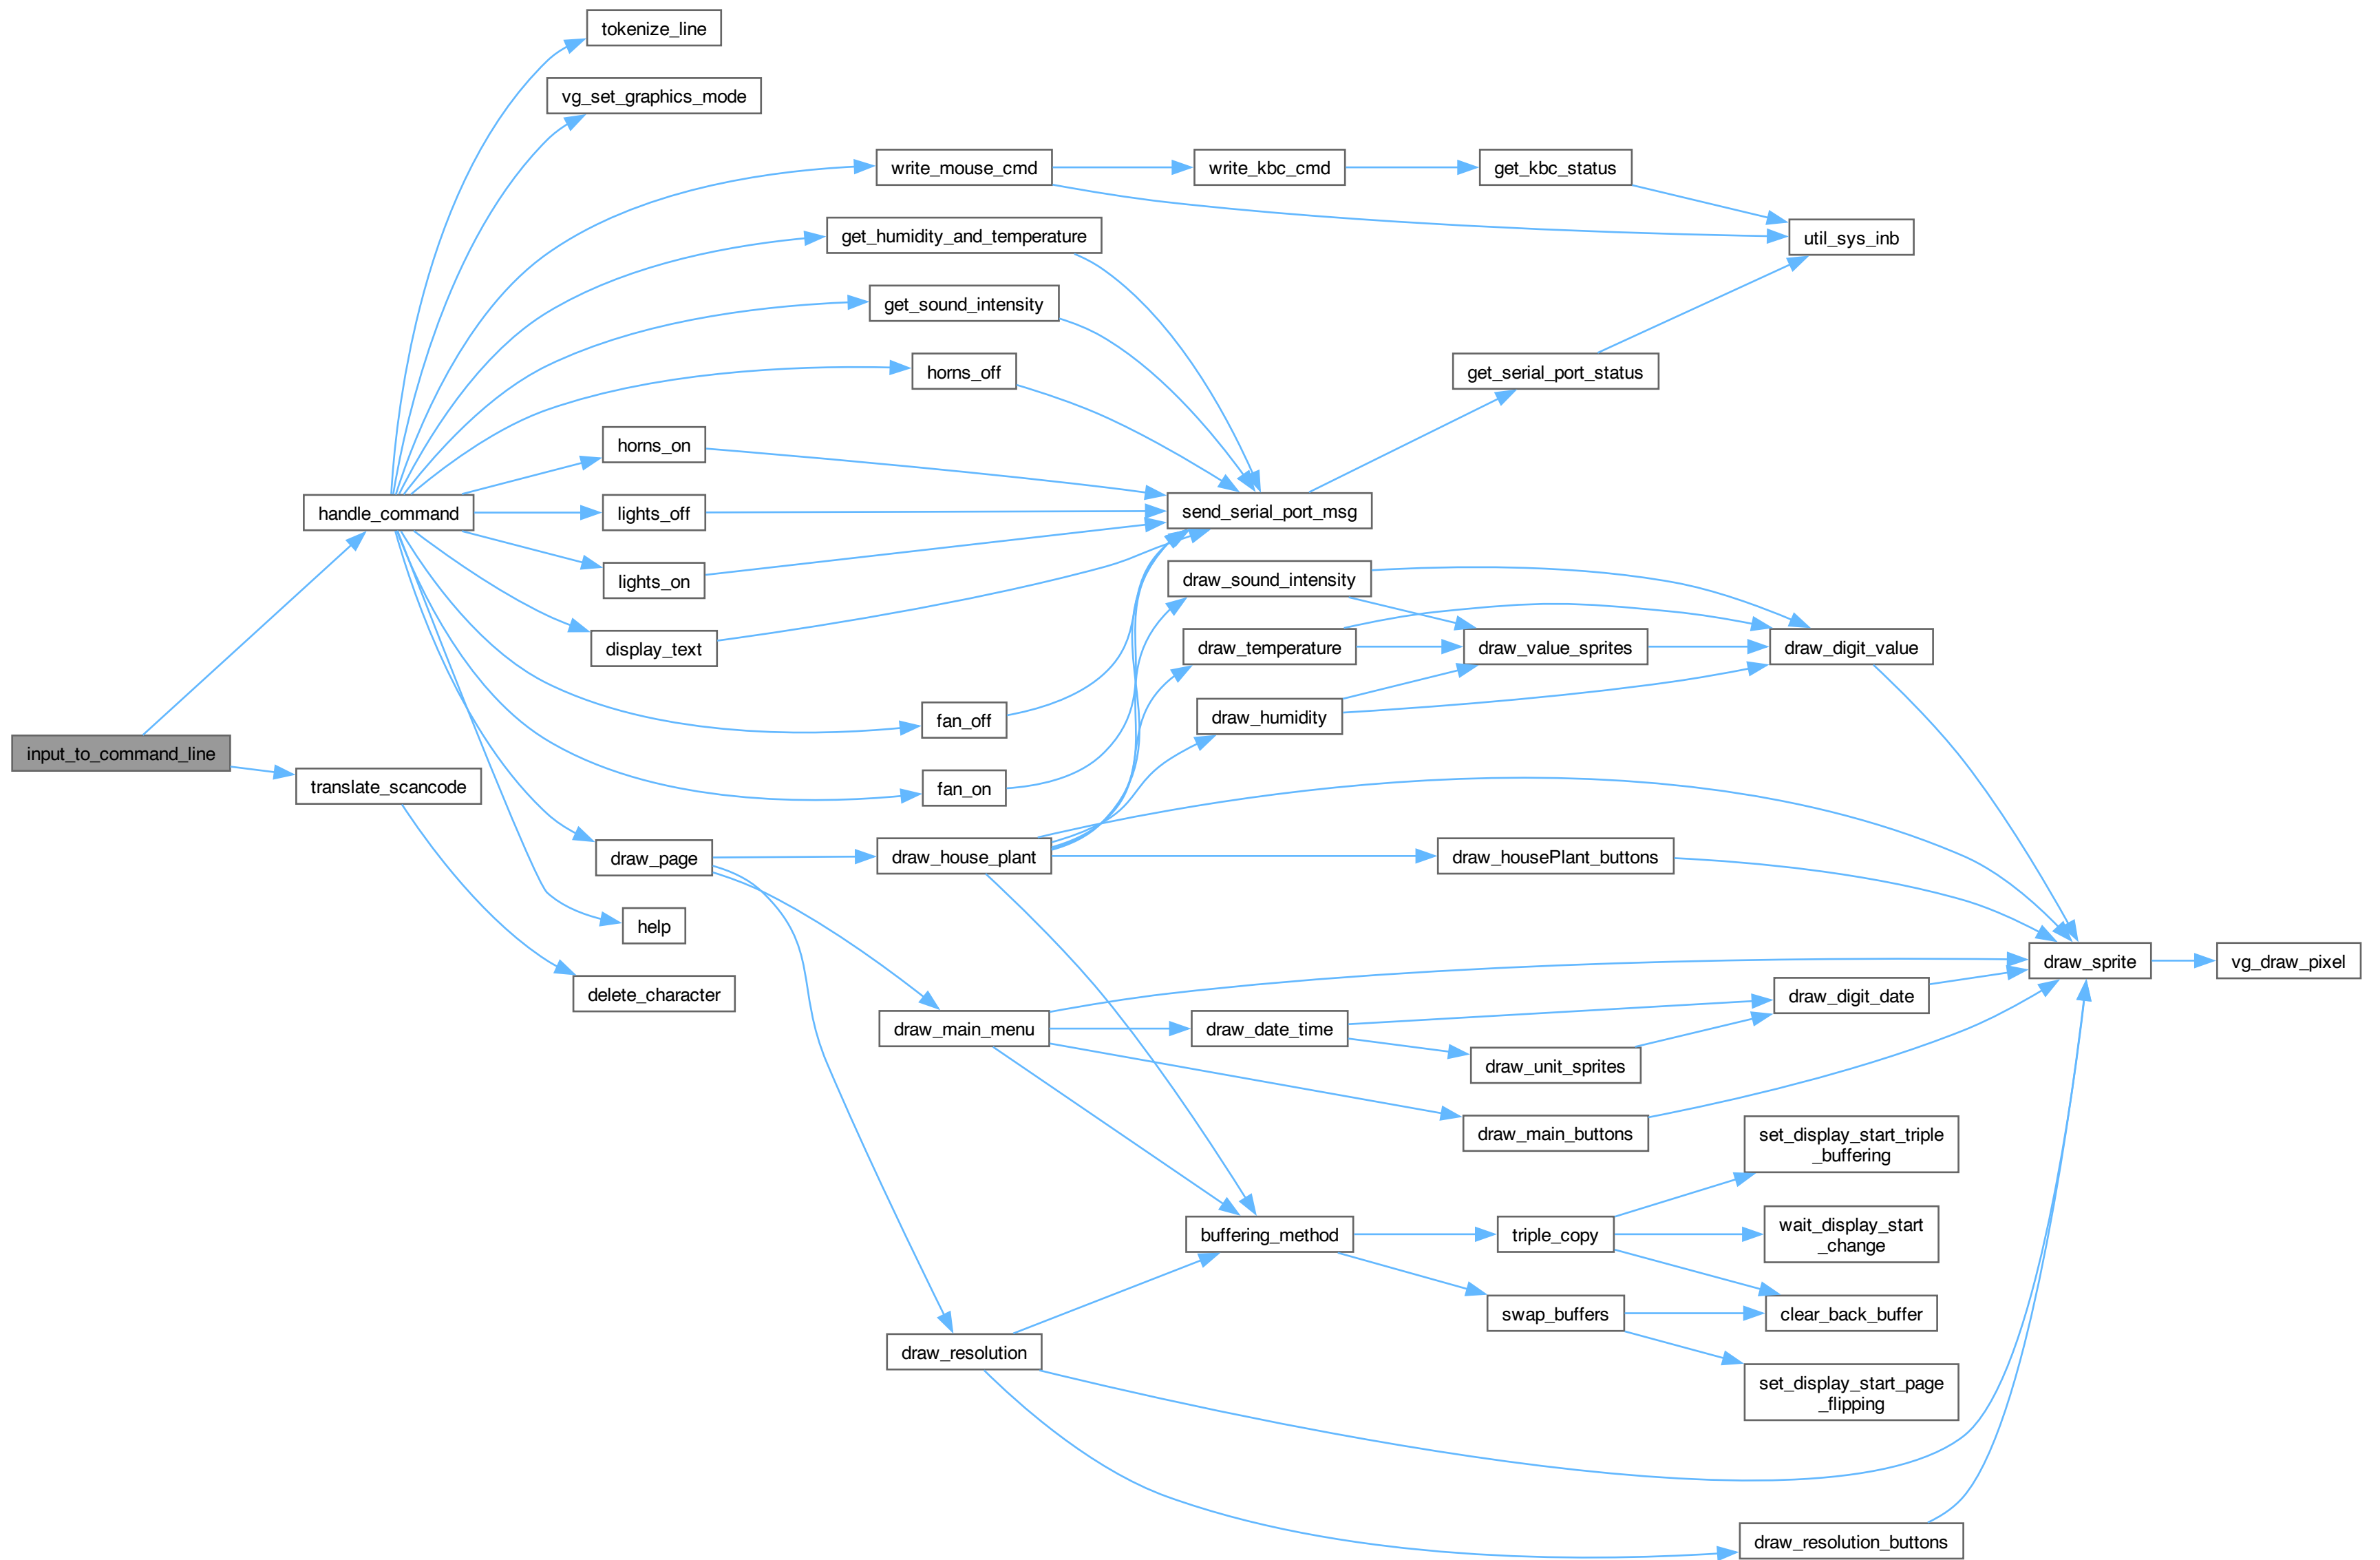 tokenize_line
vg_set_graphics_mode
write_mouse_cmd
write_kbc_cmd
get_kbc_status
get_humidity_and_temperature
util_sys_inb
get_sound_intensity
horns_off
get_serial_port_status
horns_on
handle_command
lights_off
send_serial_port_msg
lights_on
draw_sound_intensity
display_text
draw_temperature
draw_value_sprites
draw_digit_value
fan_off
draw_humidity
input_to_command_line
translate_scancode
fan_on
draw_page
draw_house_plant
draw_housePlant_buttons
help
delete_character
draw_sprite
vg_draw_pixel
draw_main_menu
draw_date_time
draw_digit_date
draw_unit_sprites
draw_main_buttons
set_display_start_triple
_buffering
buffering_method
triple_copy
wait_display_start
_change
swap_buffers
clear_back_buffer
draw_resolution
set_display_start_page
_flipping
draw_resolution_buttons